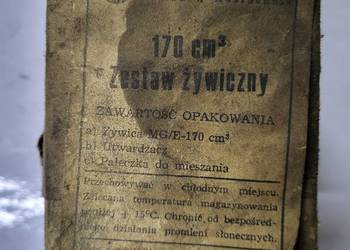 170 cm³
Zestaw żywiczny
ZAWARTOŚĆ OPAKOWANIA
a) Żywica MG/E-170 cm³
b) Utwardzacz
c) Pałeczka do mieszania
Przechowywać w chłodnym miejscu.
Zalecana temperatura magazynowania
poniżej + 15°C. Chronić od bezpośred-
niego działania promieni słonecznych.